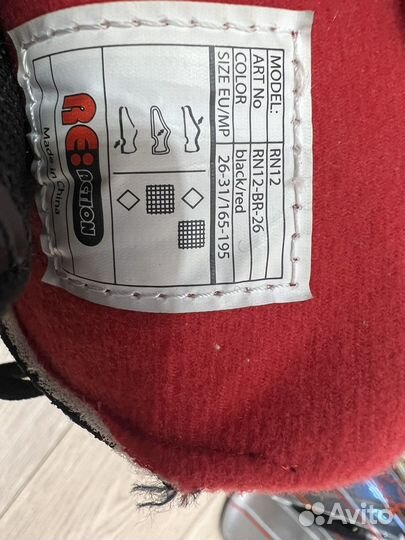 MODEL: RN12
ART No RN12-BR-26
COLOR black/red
SIZE EU/MP 26-31/165-195
RE:ACTION
Made in China
Avito